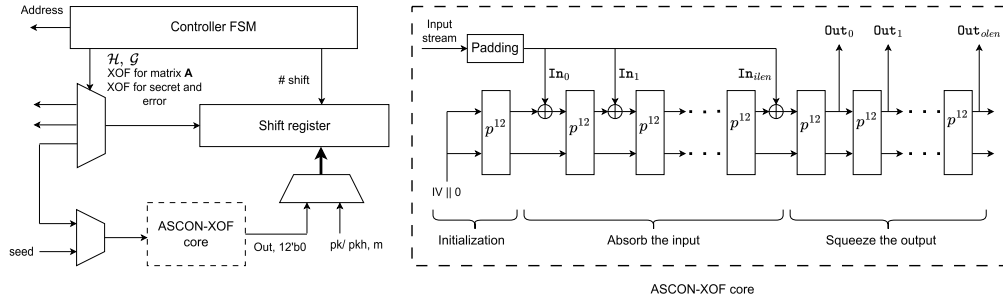 Address
Controller FSM
ℋ, 𝒢
XOF for matrix A
XOF for secret and
error
# shift
Shift register
seed
ASCON-XOF
core
Out, 12'b0
pk/ pkh, m
Input
stream
Padding
In0
In1
Inilen
Out0
Out1
Outolen
p12
p12
p12
· · ·
p12
p12
p12
· · ·
p12
IV || 0
Initialization
Absorb the input
Squeeze the output
ASCON-XOF core